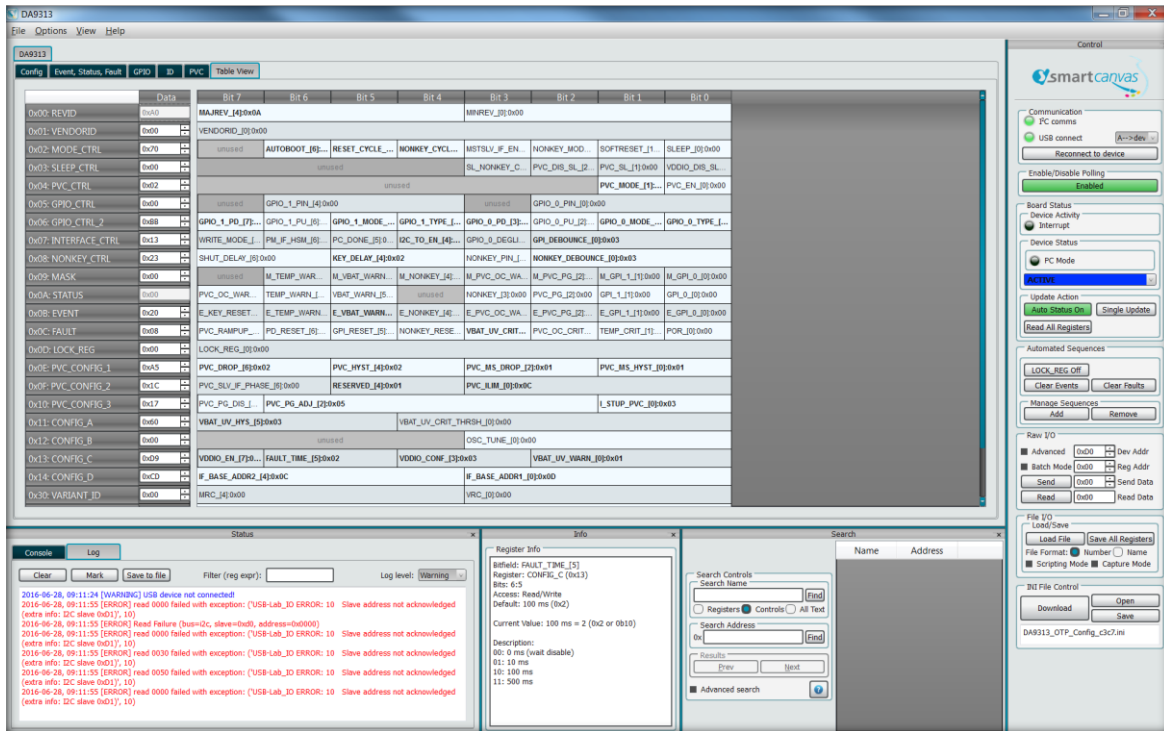 DA9313
File Options View Help
DA9313
Config Event, Status, Fault GPIO ID PVC Table View
Data Bit 7 Bit 6 Bit 5 Bit 4 Bit 3 Bit 2 Bit 1 Bit 0
0x00: REVID 0xA0 MAJREV_[4]:0x0A MINREV_[0]:0x00
0x01: VENDORID 0x00 VENDORID_[0]:0x00
0x02: MODE_CTRL 0x70 unused AUTOBOOT_[6]:... RESET_CYCLE_... NONKEY_CYCL... MSTSLV_IF_EN... NONKEY_MOD... SOFTRESET_[1... SLEEP_[0]:0x00
0x03: SLEEP_CTRL 0x00 unused SL_NONKEY_C... PVC_DIS_SL_[2... PVC_SL_[1]:0x00 VDDIO_DIS_SL...
0x04: PVC_CTRL 0x02 unused PVC_MODE_[1]:... PVC_EN_[0]:0x00
0x05: GPIO_CTRL 0x00 unused GPIO_1_PIN_[4]:0x00 unused GPIO_0_PIN_[0]:0x00
0x06: GPIO_CTRL_2 0x88 GPIO_1_PD_[7]:... GPIO_1_PU_[6]:... GPIO_1_MODE_... GPIO_1_TYPE_[... GPIO_0_PD_[3]:... GPIO_0_PU_[2]:... GPIO_0_MODE_... GPIO_0_TYPE_[...
0x07: INTERFACE_CTRL 0x13 WRITE_MODE_[... PM_IF_HSM_[6]:... PC_DONE_[5]:0... I2C_TO_EN_[4]:... GPIO_0_DEGLI... GPI_DEBOUNCE_[0]:0x03
0x08: NONKEY_CTRL 0x23 SHUT_DELAY_[6]:0x00 KEY_DELAY_[4]:0x02 NONKEY_PIN_[... NONKEY_DEBOUNCE_[0]:0x03
0x09: MASK 0x00 unused M_TEMP_WAR... M_VBAT_WARN... M_NONKEY_[4]:... M_PVC_OC_WA... M_PVC_PG_[2]:... M_GPI_1_[1]:0x00 M_GPI_0_[0]:0x00
0x0A: STATUS 0x00 PVC_OC_WAR... TEMP_WARN_[... VBAT_WARN_[5... unused NONKEY_[3]:0x00 PVC_PG_[2]:0x00 GPI_1_[1]:0x00 GPI_0_[0]:0x00
0x0B: EVENT 0x20 E_KEY_RESET... E_TEMP_WARN... E_VBAT_WARN... E_NONKEY_[4]:... E_PVC_OC_WA... E_PVC_PG_[2]:... E_GPI_1_[1]:0x00 E_GPI_0_[0]:0x00
0x0C: FAULT 0x08 PVC_RAMPUP_... PD_RESET_[6]:... GPI_RESET_[5]:... NONKEY_RESE... VBAT_UV_CRIT... PVC_OC_CRIT... TEMP_CRIT_[1]:... POR_[0]:0x00
0x0D: LOCK_REG 0x00 LOCK_REG_[0]:0x00
0x0E: PVC_CONFIG_1 0xA5 PVC_DROP_[6]:0x02 PVC_HYST_[4]:0x02 PVC_MS_DROP_[2]:0x01 PVC_MS_HYST_[0]:0x01
0x0F: PVC_CONFIG_2 0x1C PVC_SLV_IF_PHASE_[6]:0x00 RESERVED_[4]:0x01 PVC_ILIM_[0]:0x0C
0x10: PVC_CONFIG_3 0x17 PVC_PG_DIS_[... PVC_PG_ADJ_[2]:0x05 I_STUP_PVC_[0]:0x03
0x11: CONFIG_A 0x60 VBAT_UV_HYS_[5]:0x03 VBAT_UV_CRIT_THRSH_[0]:0x00
0x12: CONFIG_B 0x00 unused OSC_TUNE_[0]:0x00
0x13: CONFIG_C 0xD9 VDDIO_EN_[7]:0... FAULT_TIME_[5]:0x02 VDDIO_CONF_[3]:0x03 VBAT_UV_WARN_[0]:0x01
0x14: CONFIG_D 0xCD IF_BASE_ADDR2_[4]:0x0C IF_BASE_ADDR1_[0]:0x0D
0x30: VARIANT_ID 0x00 MRC_[4]:0x00 VRC_[0]:0x00
Status
Console Log
Clear Mark Save to file Filter (reg expr): Log level: Warning
2016-06-28, 09:11:24 [WARNING] USB device not connected!
2016-06-28, 09:11:55 [ERROR] read 0000 failed with exception: ('USB-Lab_IO ERROR: 10 Slave address not acknowledged
(extra info: I2C slave 0xD1)', 10)
2016-06-28, 09:11:55 [ERROR] Read Failure (bus=i2c, slave=0xd0, address=0x0000)
2016-06-28, 09:11:55 [ERROR] read 0000 failed with exception: ('USB-Lab_IO ERROR: 10 Slave address not acknowledged
(extra info: I2C slave 0xD1)', 10)
2016-06-28, 09:11:55 [ERROR] read 0030 failed with exception: ('USB-Lab_IO ERROR: 10 Slave address not acknowledged
(extra info: I2C slave 0xD1)', 10)
2016-06-28, 09:11:55 [ERROR] read 0050 failed with exception: ('USB-Lab_IO ERROR: 10 Slave address not acknowledged
(extra info: I2C slave 0xD1)', 10)
2016-06-28, 09:11:55 [ERROR] read 0000 failed with exception: ('USB-Lab_IO ERROR: 10 Slave address not acknowledged
(extra info: I2C slave 0xD1)', 10)
Info
Register Info
Bitfield: FAULT_TIME_[5]
Register: CONFIG_C (0x13)
Bits: 6:5
Access: Read/Write
Default: 100 ms (0x2)
Current Value: 100 ms = 2 (0x2 or 0b10)
Description:
00: 0 ms (wait disable)
01: 10 ms
10: 100 ms
11: 500 ms
Search
Search Controls
Search Name
Find
Registers Controls All Text
Search Address
0x Find
Results
Prev Next
Advanced search
Name Address
Control
smartcanvas
Communication
I²C comms
USB connect A-->dev
Reconnect to device
Enable/Disable Polling
Enabled
Board Status
Device Activity
Interrupt
Device Status
PC Mode
ACTIVE
Update Action
Auto Status On Single Update
Read All Registers
Automated Sequences
LOCK_REG Off
Clear Events Clear Faults
Manage Sequences
Add Remove
Raw I/O
Advanced 0xD0 Dev Addr
Batch Mode 0x00 Reg Addr
Send 0x00 Send Data
Read 0x00 Read Data
File I/O
Load/Save
Load File Save All Registers
File Format: Number Name
Scripting Mode Capture Mode
INI File Control
Download Open
Save
DA9313_OTP_Config_c3c7.ini